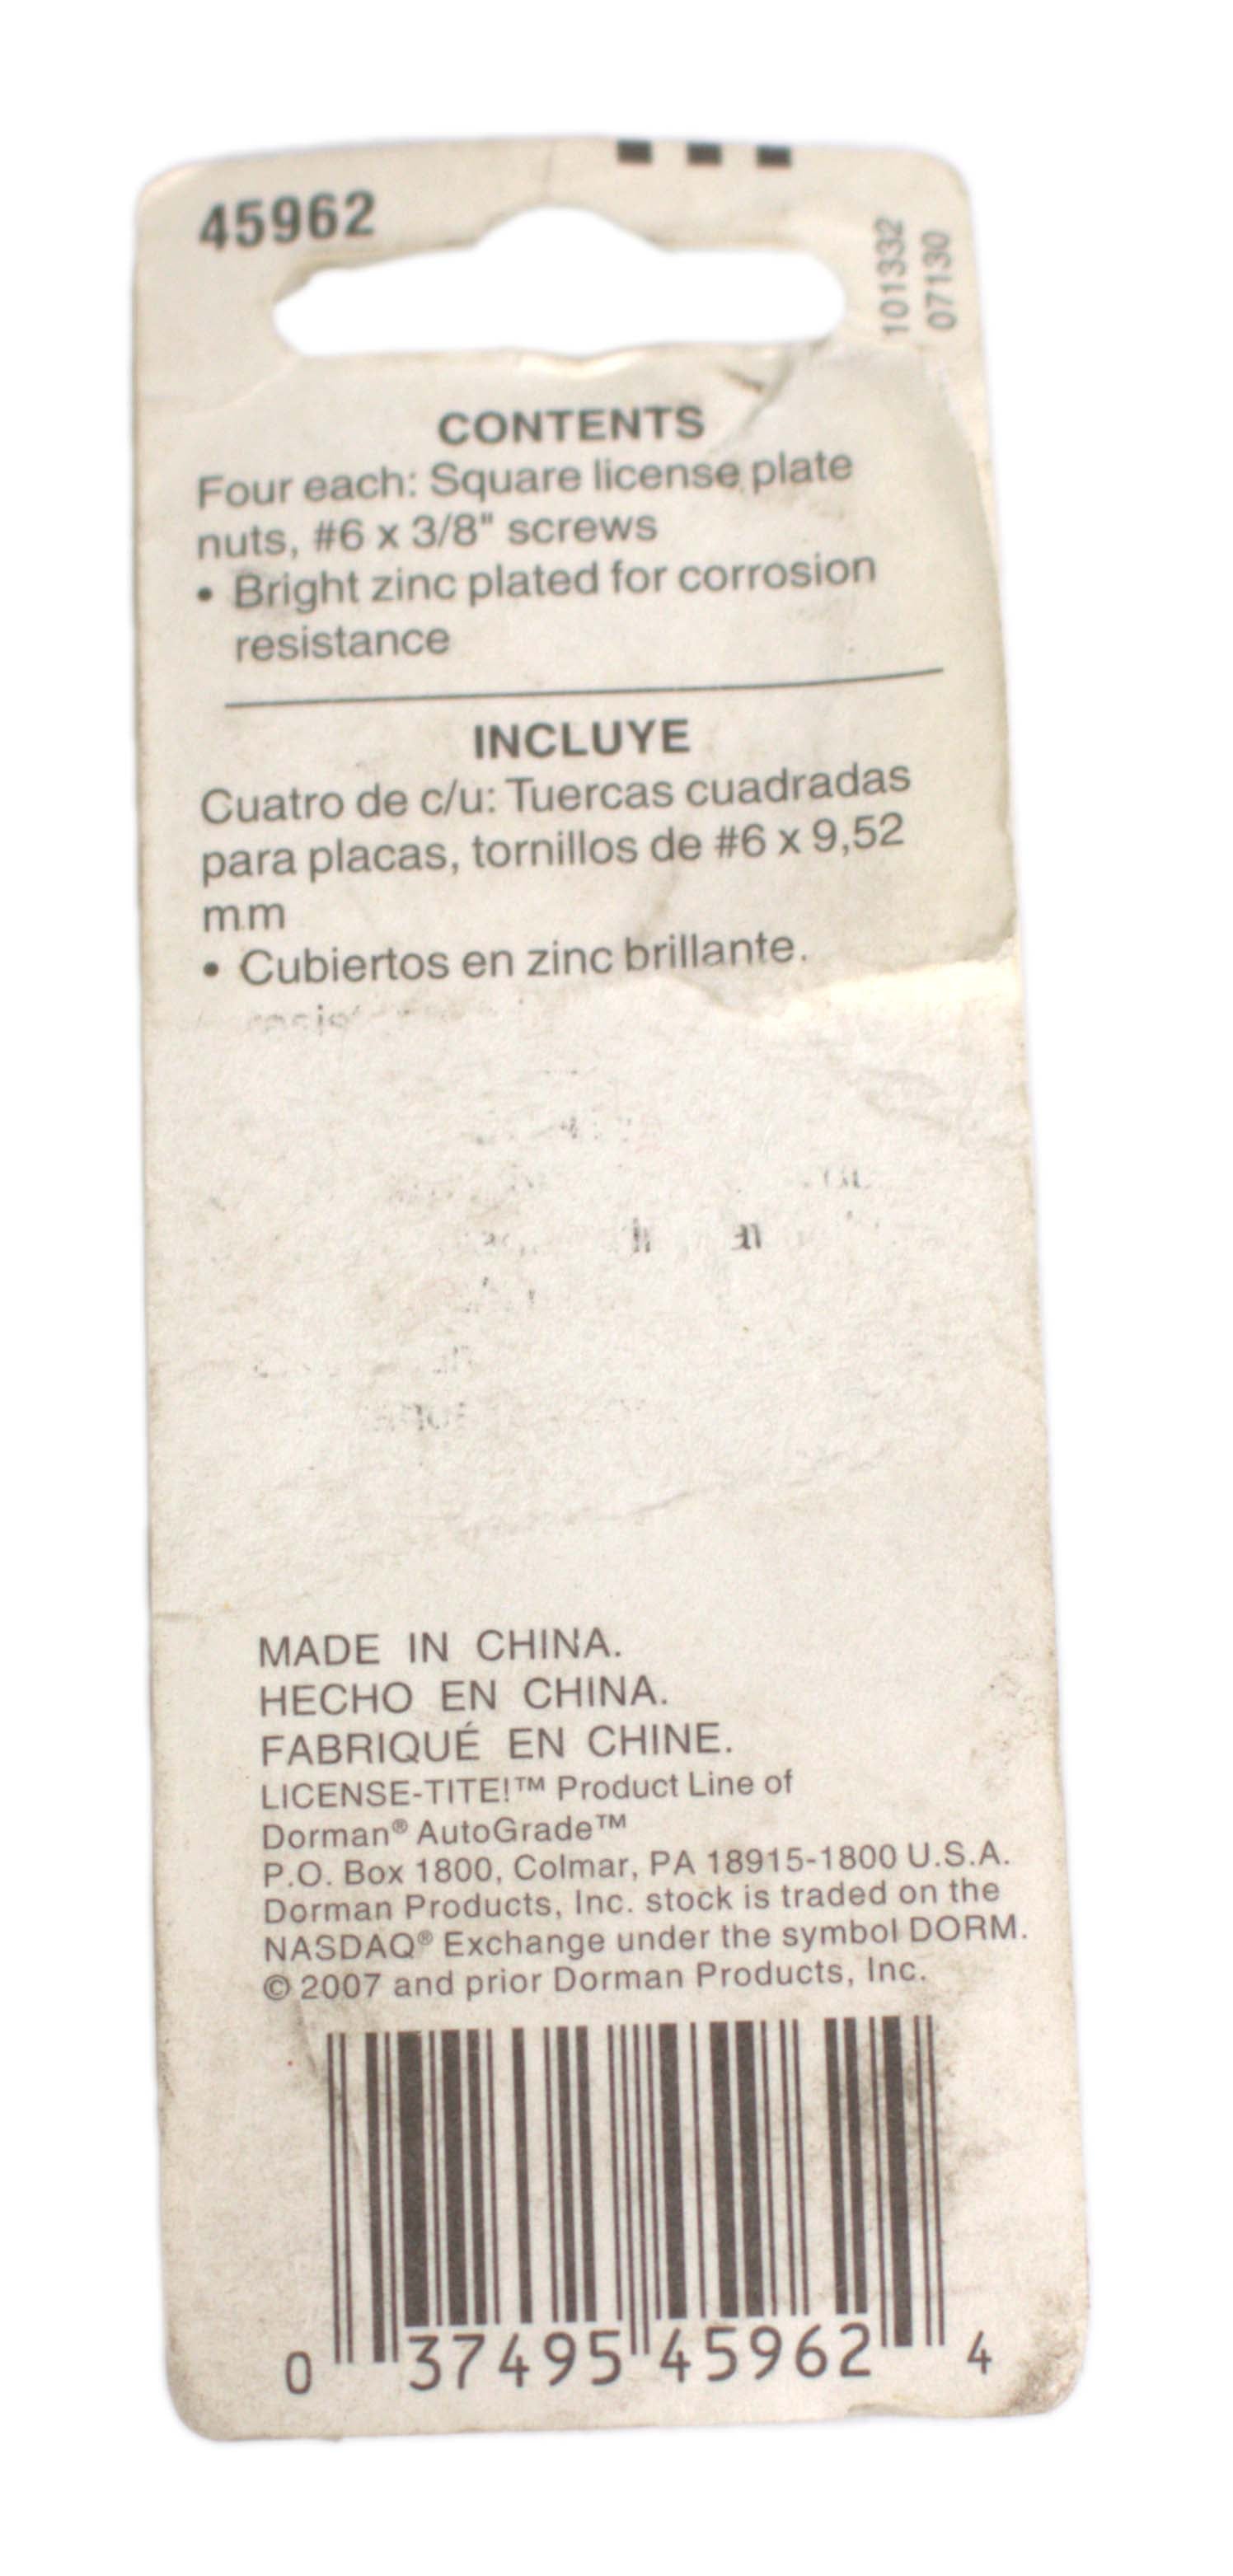 45962
101332
07130
CONTENTS
Four each: Square license plate
nuts, #6 x 3/8" screws
• Bright zinc plated for corrosion
resistance
INCLUYE
Cuatro de c/u: Tuercas cuadradas
para placas, tornillos de #6 x 9,52
mm
• Cubiertos en zinc brillante.
MADE IN CHINA.
HECHO EN CHINA.
FABRIQUÉ EN CHINE.
LICENSE-TITE!™ Product Line of
Dorman® AutoGrade™
P.O. Box 1800, Colmar, PA 18915-1800 U.S.A.
Dorman Products, Inc. stock is traded on the
NASDAQ® Exchange under the symbol DORM.
© 2007 and prior Dorman Products, Inc.
0 37495 45962 4